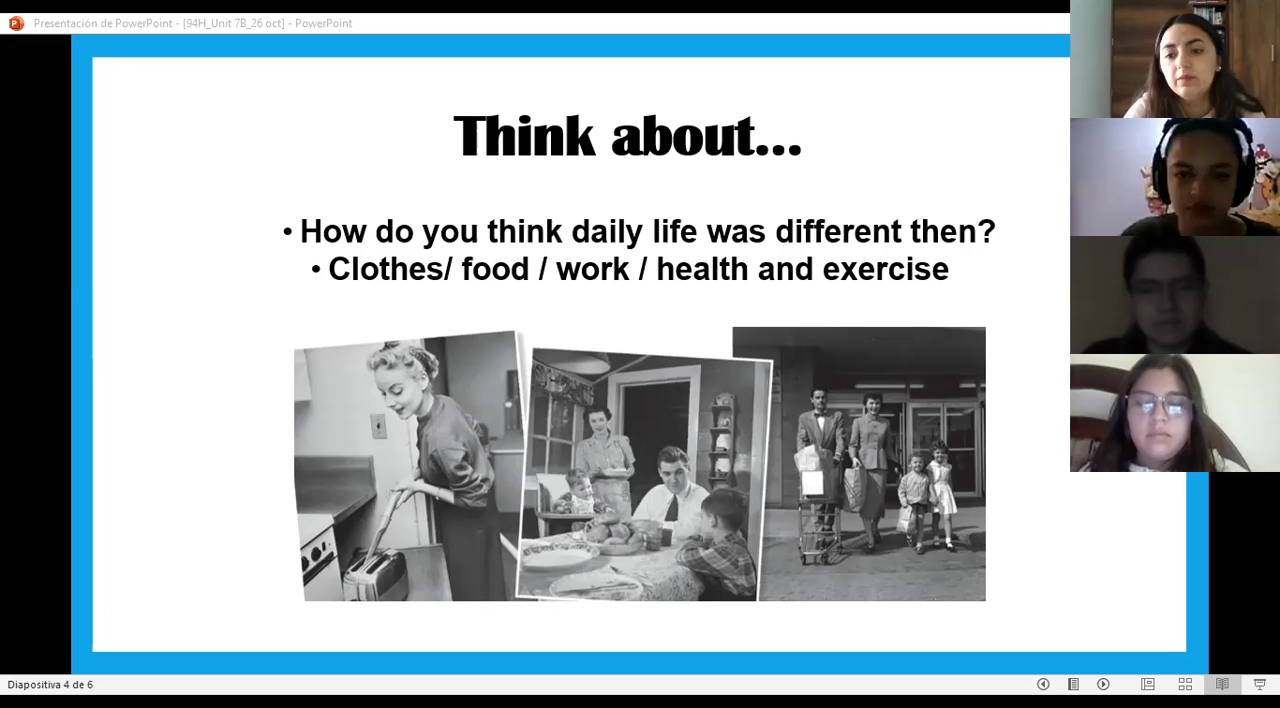 Presentación de PowerPoint - [94H_Unit 7B_26 oct] - PowerPoint
Think about...
• How do you think daily life was different then?
• Clothes/ food / work / health and exercise
Diapositiva 4 de 6